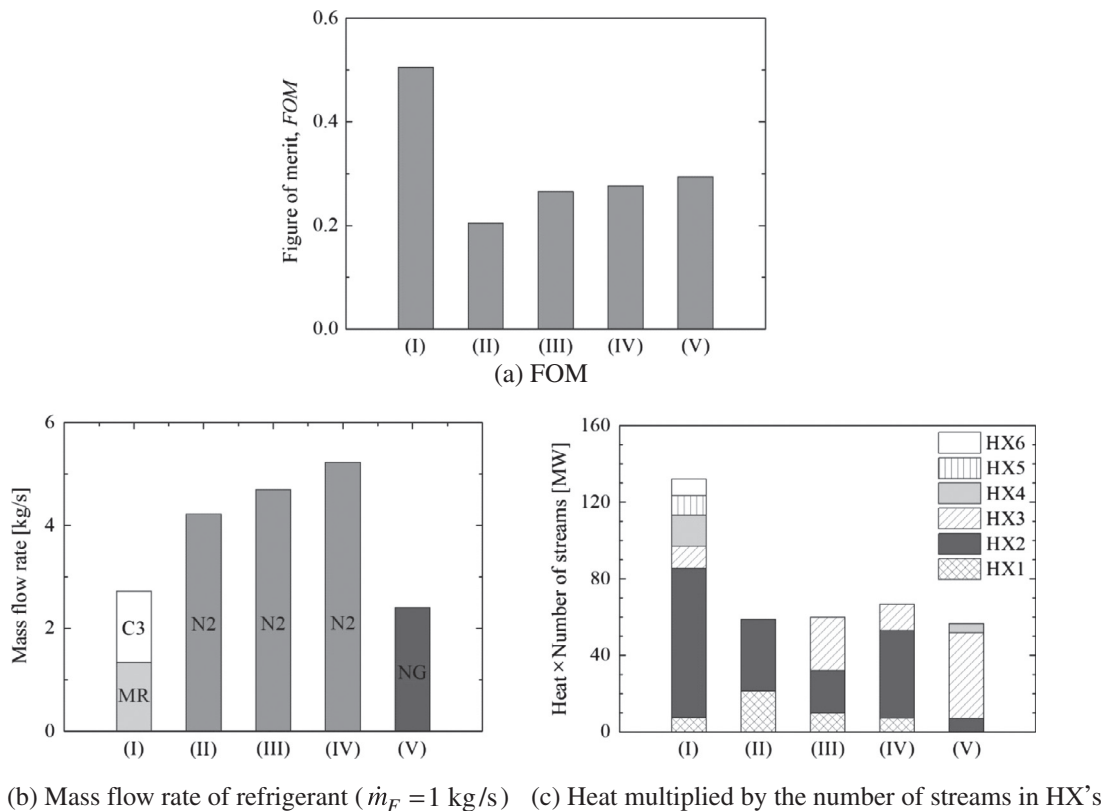 0.6
0.4
0.2
0.0
Figure of merit, FOM
(I) (II) (III) (IV) (V)
(a) FOM
6
4
2
0
Mass flow rate [kg/s]
C3
MR
N2
N2
N2
NG
(I) (II) (III) (IV) (V)
(b) Mass flow rate of refrigerant (ṁ_F = 1 kg/s)
160
120
80
40
0
Heat × Number of streams [MW]
HX6
HX5
HX4
HX3
HX2
HX1
(I) (II) (III) (IV) (V)
(c) Heat multiplied by the number of streams in HX's